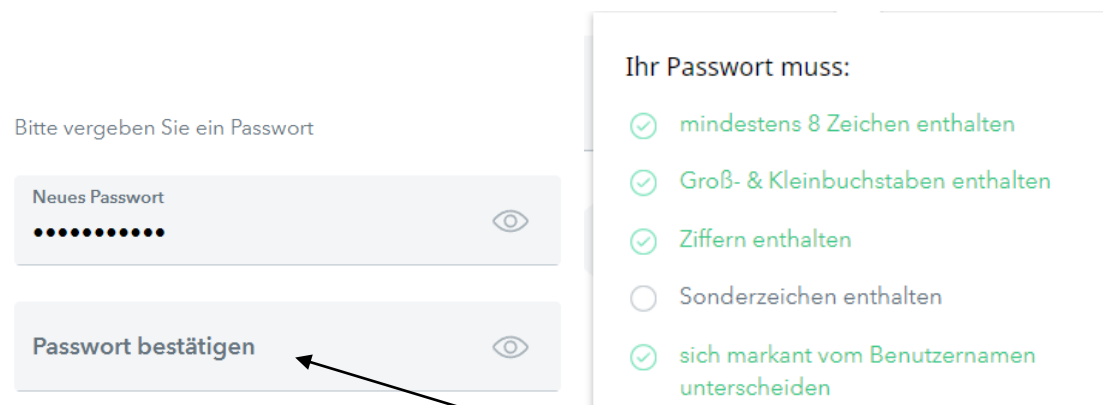 Bitte vergeben Sie ein Passwort
Neues Passwort
•••••••••••
Passwort bestätigen
Ihr Passwort muss:
mindestens 8 Zeichen enthalten
Groß- & Kleinbuchstaben enthalten
Ziffern enthalten
Sonderzeichen enthalten
sich markant vom Benutzernamen
unterscheiden